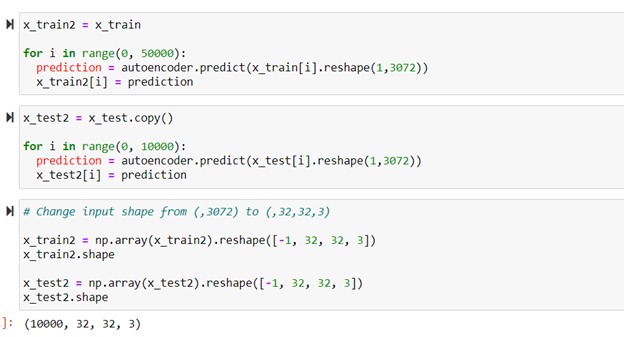 x_train2 = x_train
for i in range(0, 50000):
  prediction = autoencoder.predict(x_train[i].reshape(1,3072))
  x_train2[i] = prediction
x_test2 = x_test.copy()
for i in range(0, 10000):
  prediction = autoencoder.predict(x_test[i].reshape(1,3072))
  x_test2[i] = prediction
# Change input shape from (,3072) to (,32,32,3)
x_train2 = np.array(x_train2).reshape([-1, 32, 32, 3])
x_train2.shape
x_test2 = np.array(x_test2).reshape([-1, 32, 32, 3])
x_test2.shape
]: (10000, 32, 32, 3)